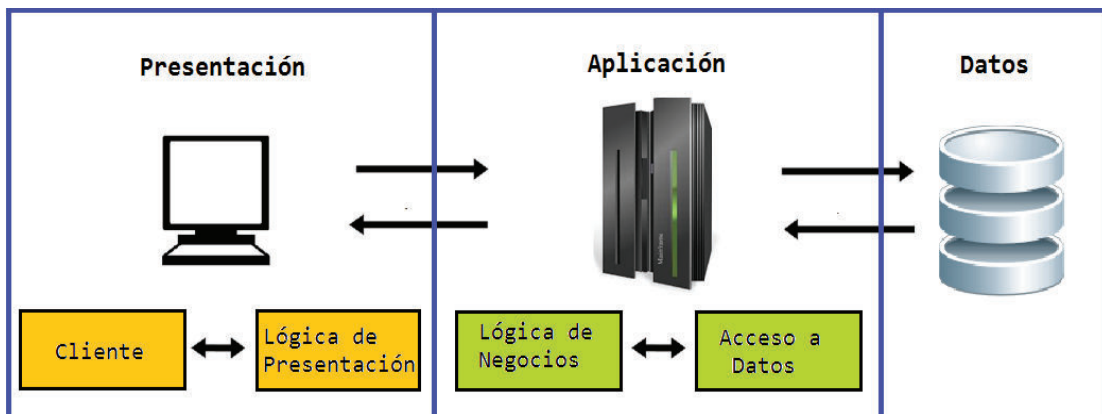 Presentación
Aplicación
Datos
Cliente
Lógica de
Presentación
Lógica de
Negocios
Acceso a
Datos